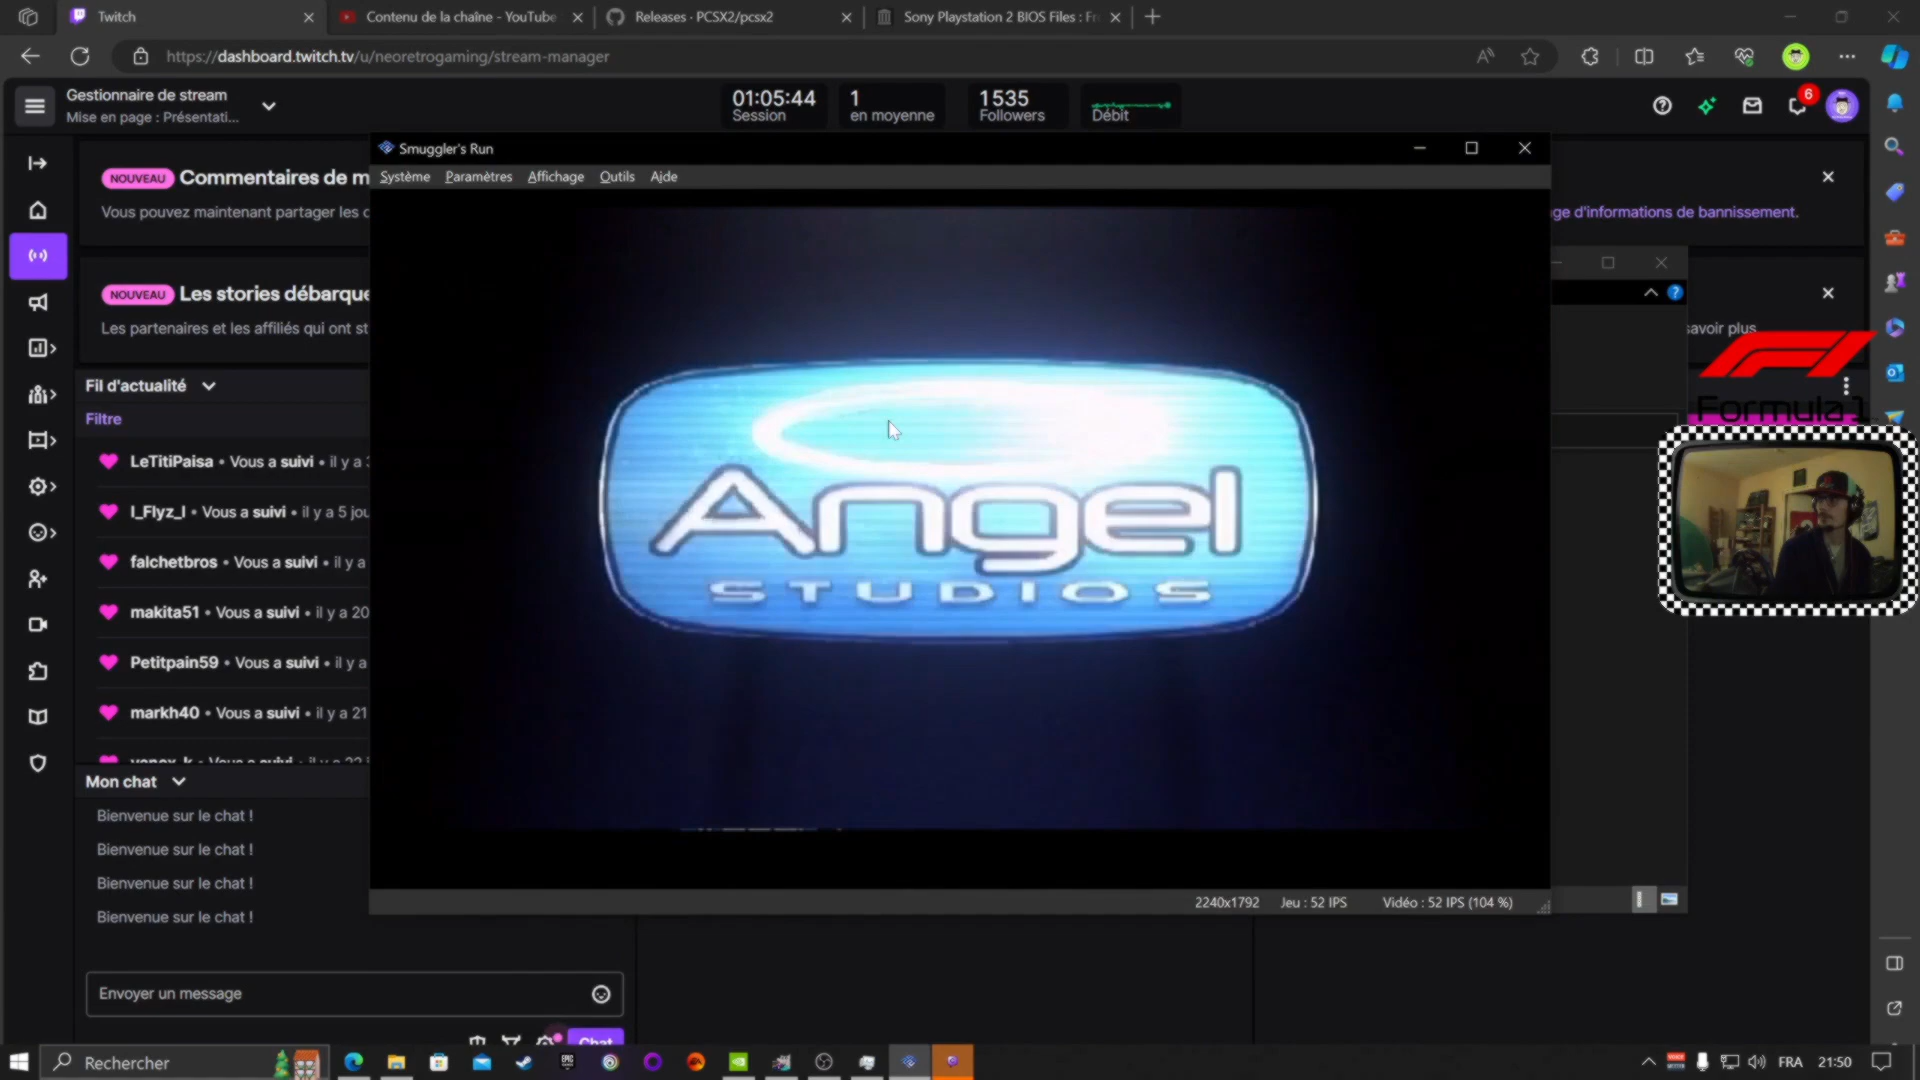 Twitch
Contenu de la chaîne - YouTube
Releases · PCSX2/pcsx2
Sony Playstation 2 BIOS Files : Fr
https://dashboard.twitch.tv/u/neoretrogaming/stream-manager
Gestionnaire de stream
Mise en page : Présentati...
01:05:44
Session
1
en moyenne
1535
Followers
Débit
6
Smuggler's Run
Système Paramètres Affichage Outils Aide
NOUVEAU Commentaires de m
Vous pouvez maintenant partager les c
ge d'informations de bannissement.
NOUVEAU Les stories débarque
Les partenaires et les affiliés qui ont st
savoir plus
Formula 1
Fil d'actualité
Filtre
LeTitiPaisa • Vous a suivi • il y a 3
I_Flyz_I • Vous a suivi • il y a 5 jou
falchetbros • Vous a suivi • il y a
makita51 • Vous a suivi • il y a 20
Petitpain59 • Vous a suivi • il y a
markh40 • Vous a suivi • il y a 21
Angel
STUDIOS
Mon chat
Bienvenue sur le chat !
Bienvenue sur le chat !
Bienvenue sur le chat !
Bienvenue sur le chat !
2240x1792 Jeu : 52 IPS Vidéo : 52 IPS (104 %)
Envoyer un message
Chat
Rechercher
EPIC
FRA 21:50